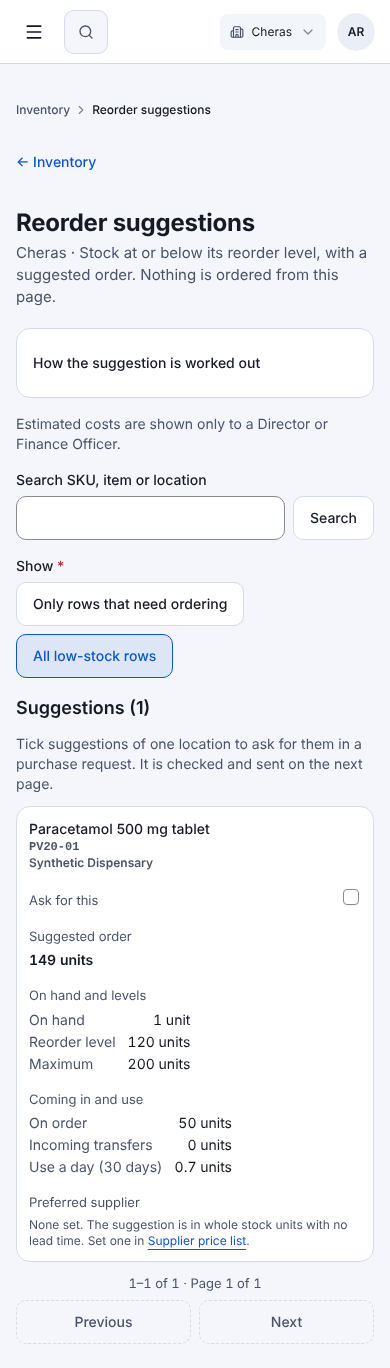 Cheras
AR
Inventory > Reorder suggestions
← Inventory
Reorder suggestions
Cheras · Stock at or below its reorder level, with a
suggested order. Nothing is ordered from this
page.
How the suggestion is worked out
Estimated costs are shown only to a Director or
Finance Officer.
Search SKU, item or location
Search
Show *
Only rows that need ordering
All low-stock rows
Suggestions (1)
Tick suggestions of one location to ask for them in a
purchase request. It is checked and sent on the next
page.
Paracetamol 500 mg tablet
PV20-01
Synthetic Dispensary
Ask for this
Suggested order
149 units
On hand and levels
On hand 1 unit
Reorder level 120 units
Maximum 200 units
Coming in and use
On order 50 units
Incoming transfers 0 units
Use a day (30 days) 0.7 units
Preferred supplier
None set. The suggestion is in whole stock units with no
lead time. Set one in Supplier price list.
1–1 of 1 · Page 1 of 1
Previous Next